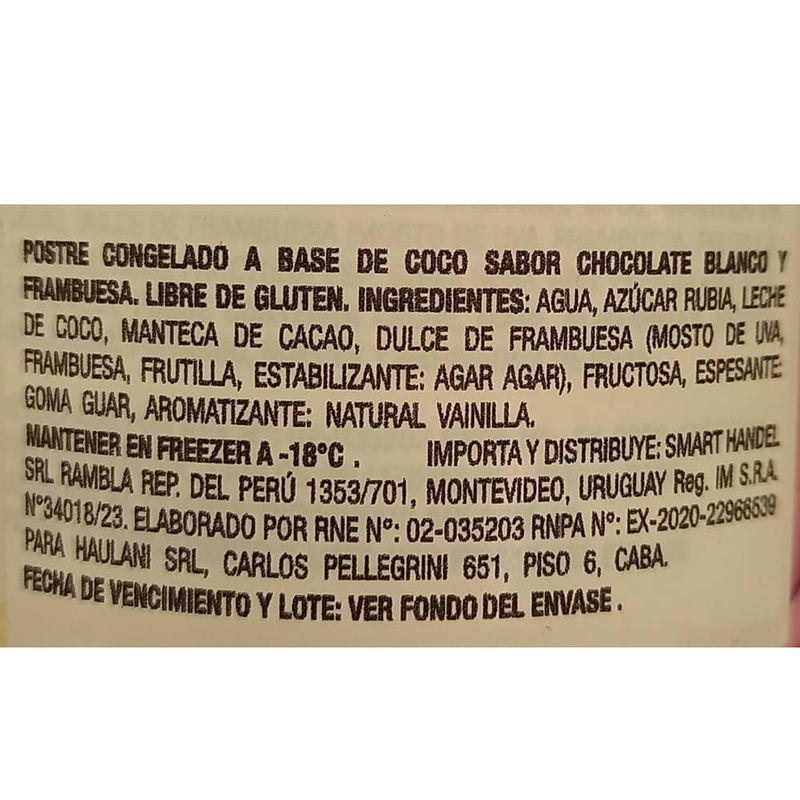 POSTRE CONGELADO A BASE DE COCO SABOR CHOCOLATE BLANCO Y
FRAMBUESA. LIBRE DE GLUTEN. INGREDIENTES: AGUA, AZÚCAR RUBIA, LECHE
DE COCO, MANTECA DE CACAO, DULCE DE FRAMBUESA (MOSTO DE UVA,
FRAMBUESA, FRUTILLA, ESTABILIZANTE: AGAR AGAR), FRUCTOSA, ESPESANTE:
GOMA GUAR, AROMATIZANTE: NATURAL VAINILLA.
MANTENER EN FREEZER A -18°C . IMPORTA Y DISTRIBUYE: SMART HANDEL
SRL RAMBLA REP. DEL PERÚ 1353/701, MONTEVIDEO, URUGUAY Reg. IM S.R.A.
N°34018/23. ELABORADO POR RNE N°: 02-035203 RNPA N°: EX-2020-22966539
PARA HAULANI SRL, CARLOS PELLEGRINI 651, PISO 6, CABA.
FECHA DE VENCIMIENTO Y LOTE: VER FONDO DEL ENVASE .